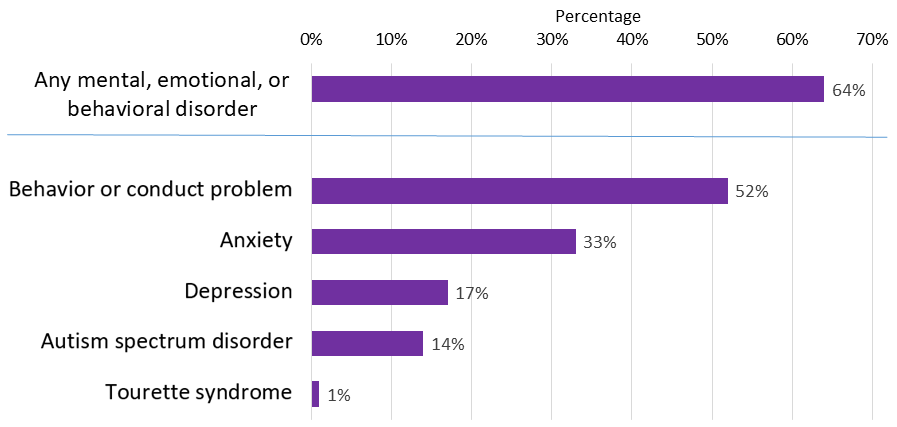 Percentage
0% 10% 20% 30% 40% 50% 60% 70%
Any mental, emotional, or
behavioral disorder
64%
Behavior or conduct problem 52%
Anxiety 33%
Depression 17%
Autism spectrum disorder 14%
Tourette syndrome 1%